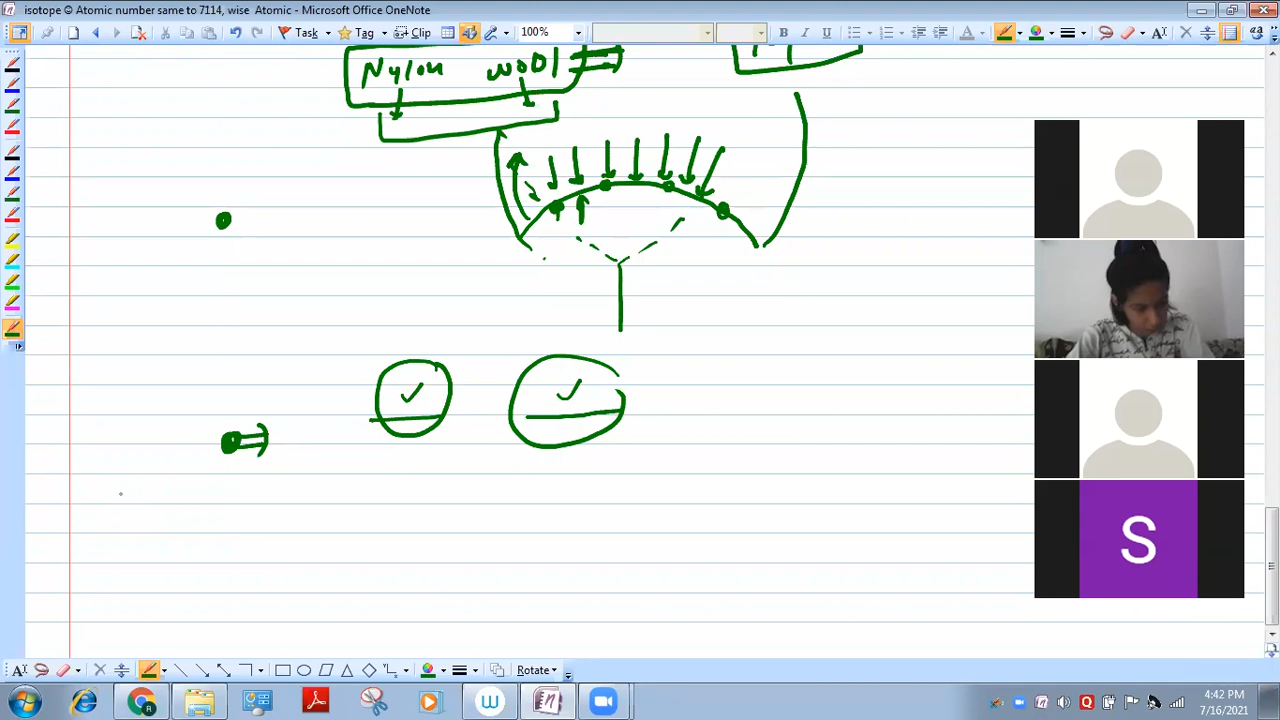 isotope ☺ Atomic number same to 7114, wise Atomic - Microsoft Office OneNote
Task Tag Clip 100% B I U A
Nylon wool
S
Rotate
4:42 PM
7/16/2021